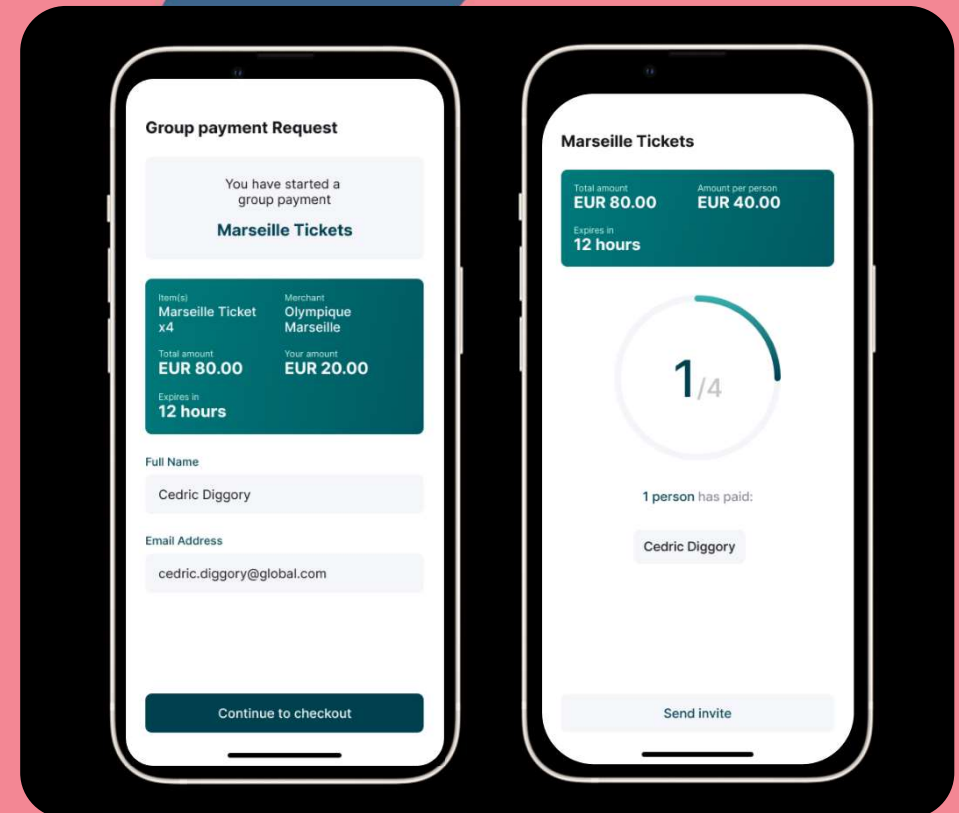 Group payment Request
You have started a
group payment
Marseille Tickets
Item(s)
Marseille Ticket
x4
Merchant
Olympique
Marseille
Total amount
EUR 80.00
Your amount
EUR 20.00
Expires in
12 hours
Full Name
Cedric Diggory
Email Address
cedric.diggory@global.com
Continue to checkout
Marseille Tickets
Total amount
EUR 80.00
Amount per person
EUR 40.00
Expires in
12 hours
1/4
1 person has paid:
Cedric Diggory
Send invite